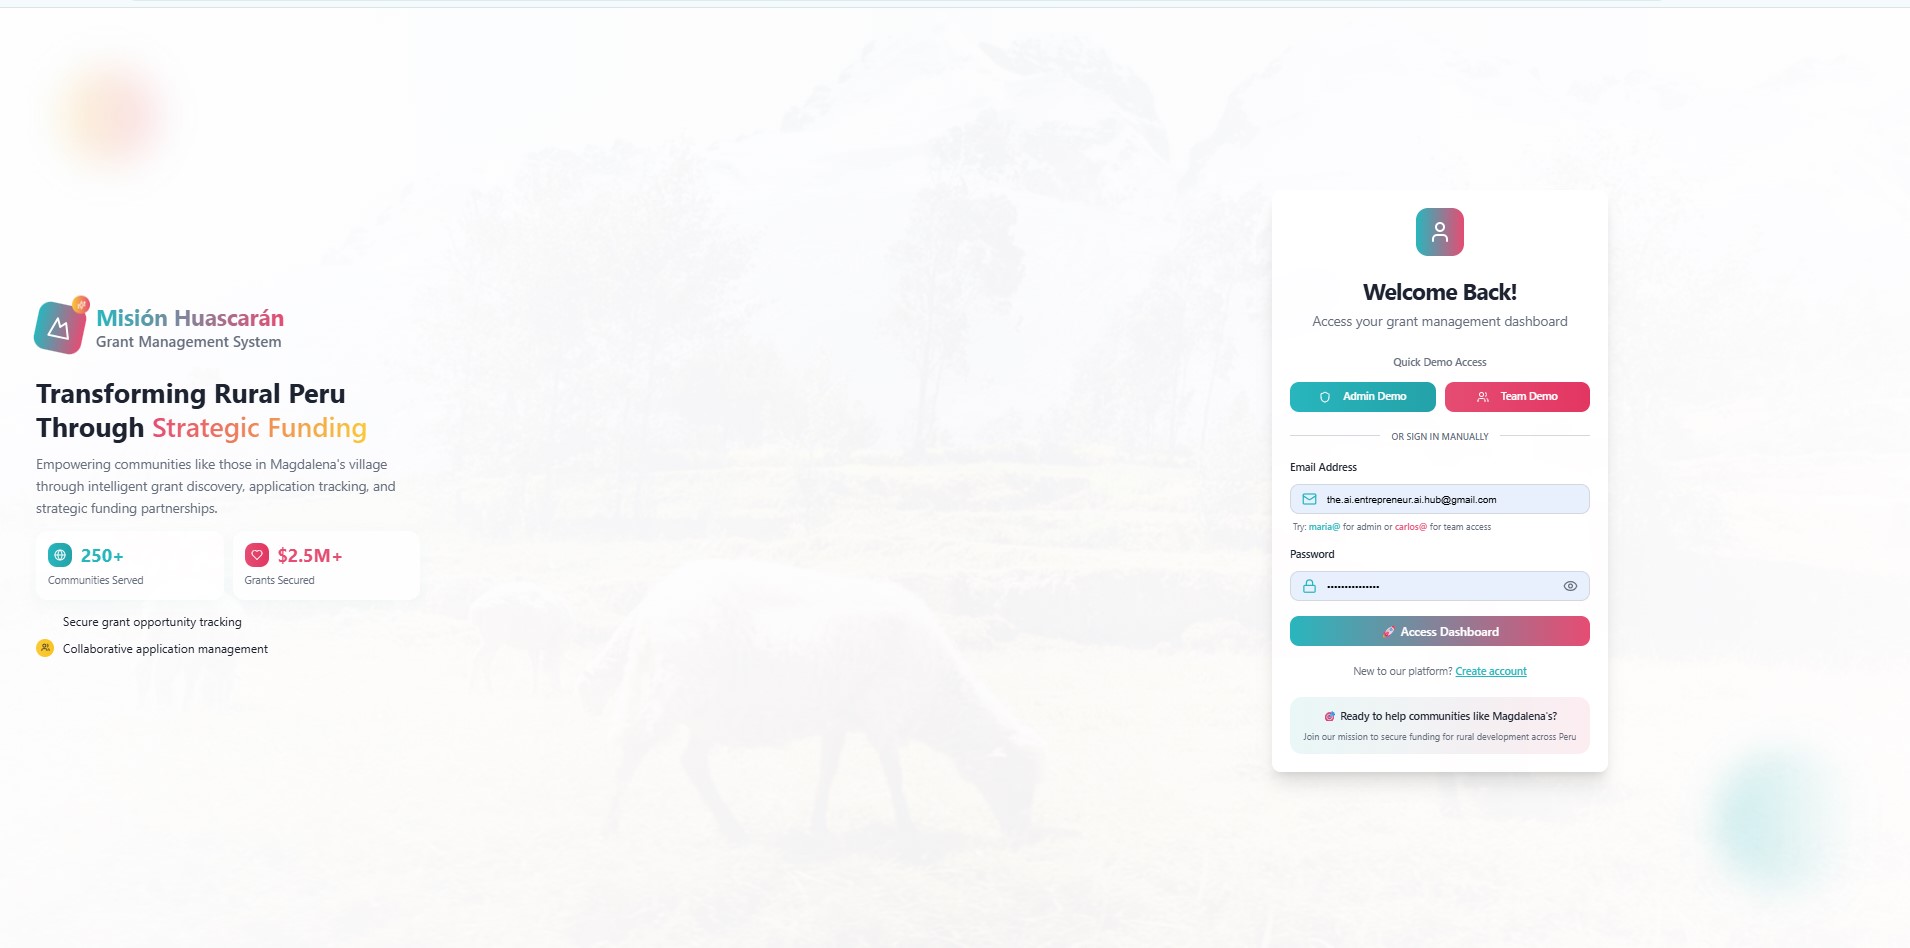 Misión Huascarán
Grant Management System
Transforming Rural Peru
Through Strategic Funding
Empowering communities like those in Magdalena's village
through intelligent grant discovery, application tracking, and
strategic funding partnerships.
250+
Communities Served
$2.5M+
Grants Secured
Secure grant opportunity tracking
Collaborative application management
Welcome Back!
Access your grant management dashboard
Quick Demo Access
Admin Demo
Team Demo
OR SIGN IN MANUALLY
Email Address
the.ai.entrepreneur.ai.hub@gmail.com
Try: maria@ for admin or carlos@ for team access
Password
•••••••••••••••
🚀 Access Dashboard
New to our platform? Create account
🎯 Ready to help communities like Magdalena's?
Join our mission to secure funding for rural development across Peru